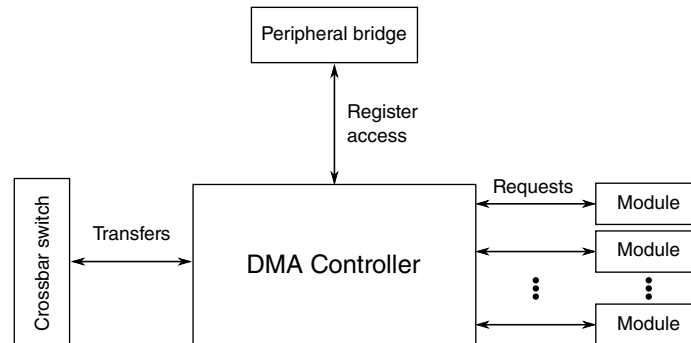 Peripheral bridge
Register
access
Requests
Module
Crossbar switch
Transfers
DMA Controller
Module
Module